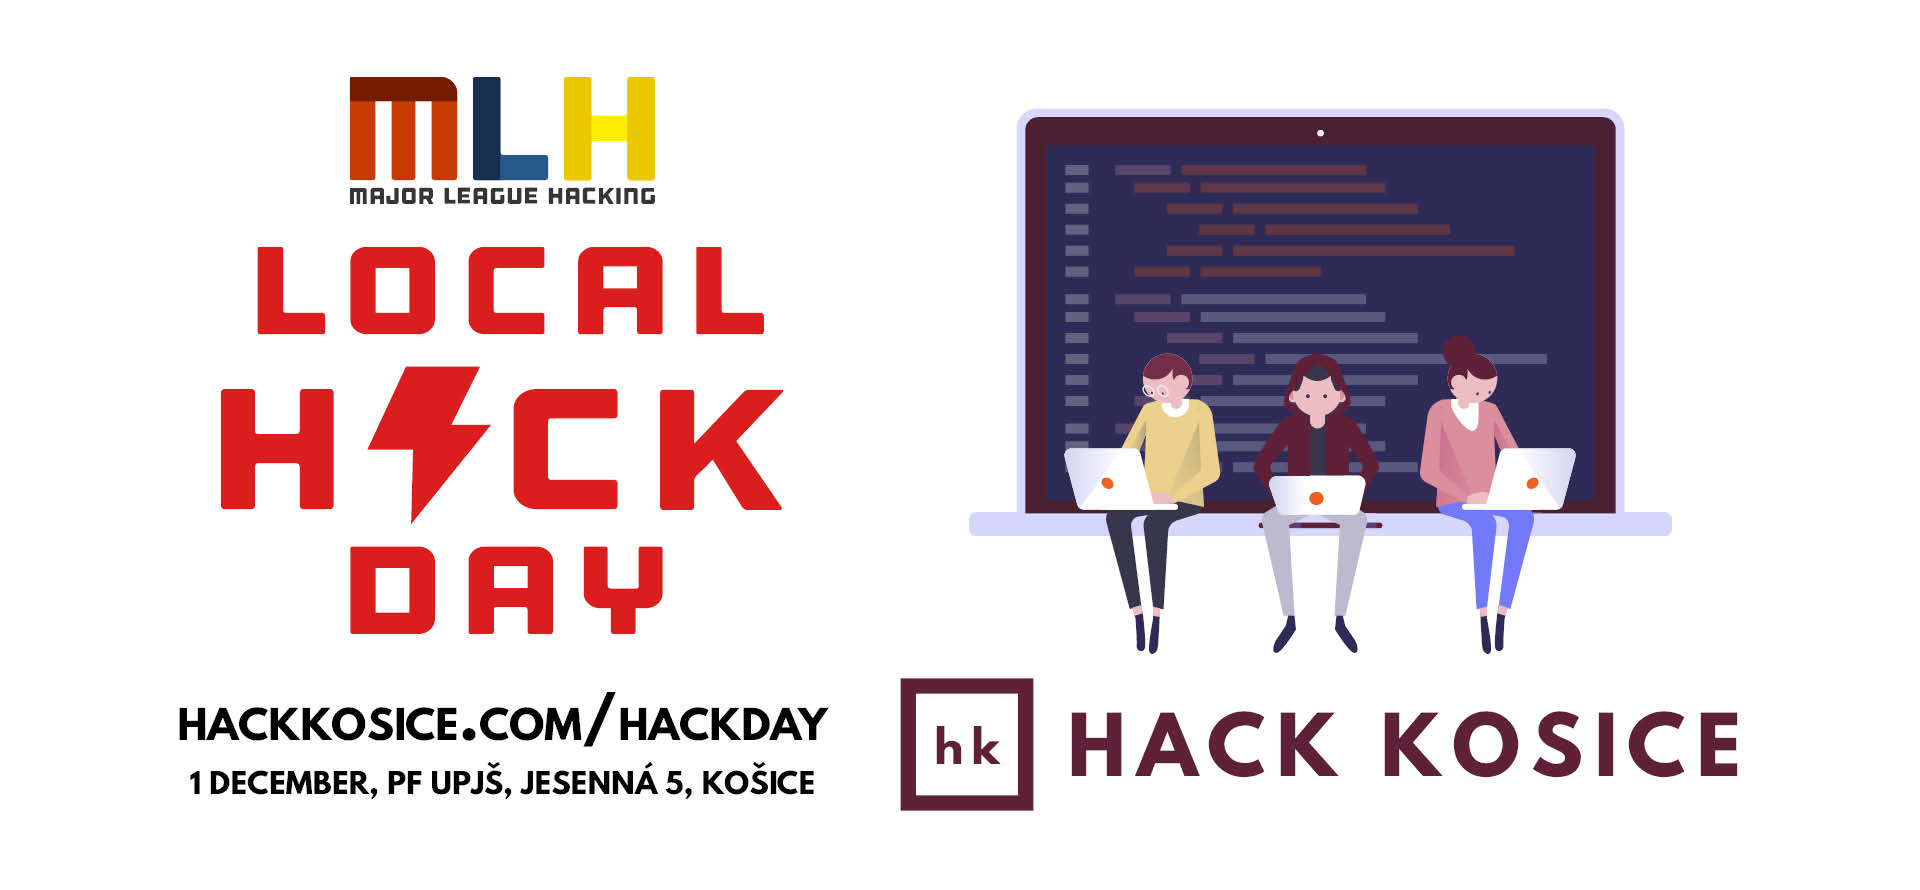 MLH
MAJOR LEAGUE HACKING
LOCAL
H CK
DAY
HACKKOSICE.COM/HACKDAY
1 DECEMBER, PF UPJŠ, JESENNÁ 5, KOŠICE
hk
HACK KOSICE